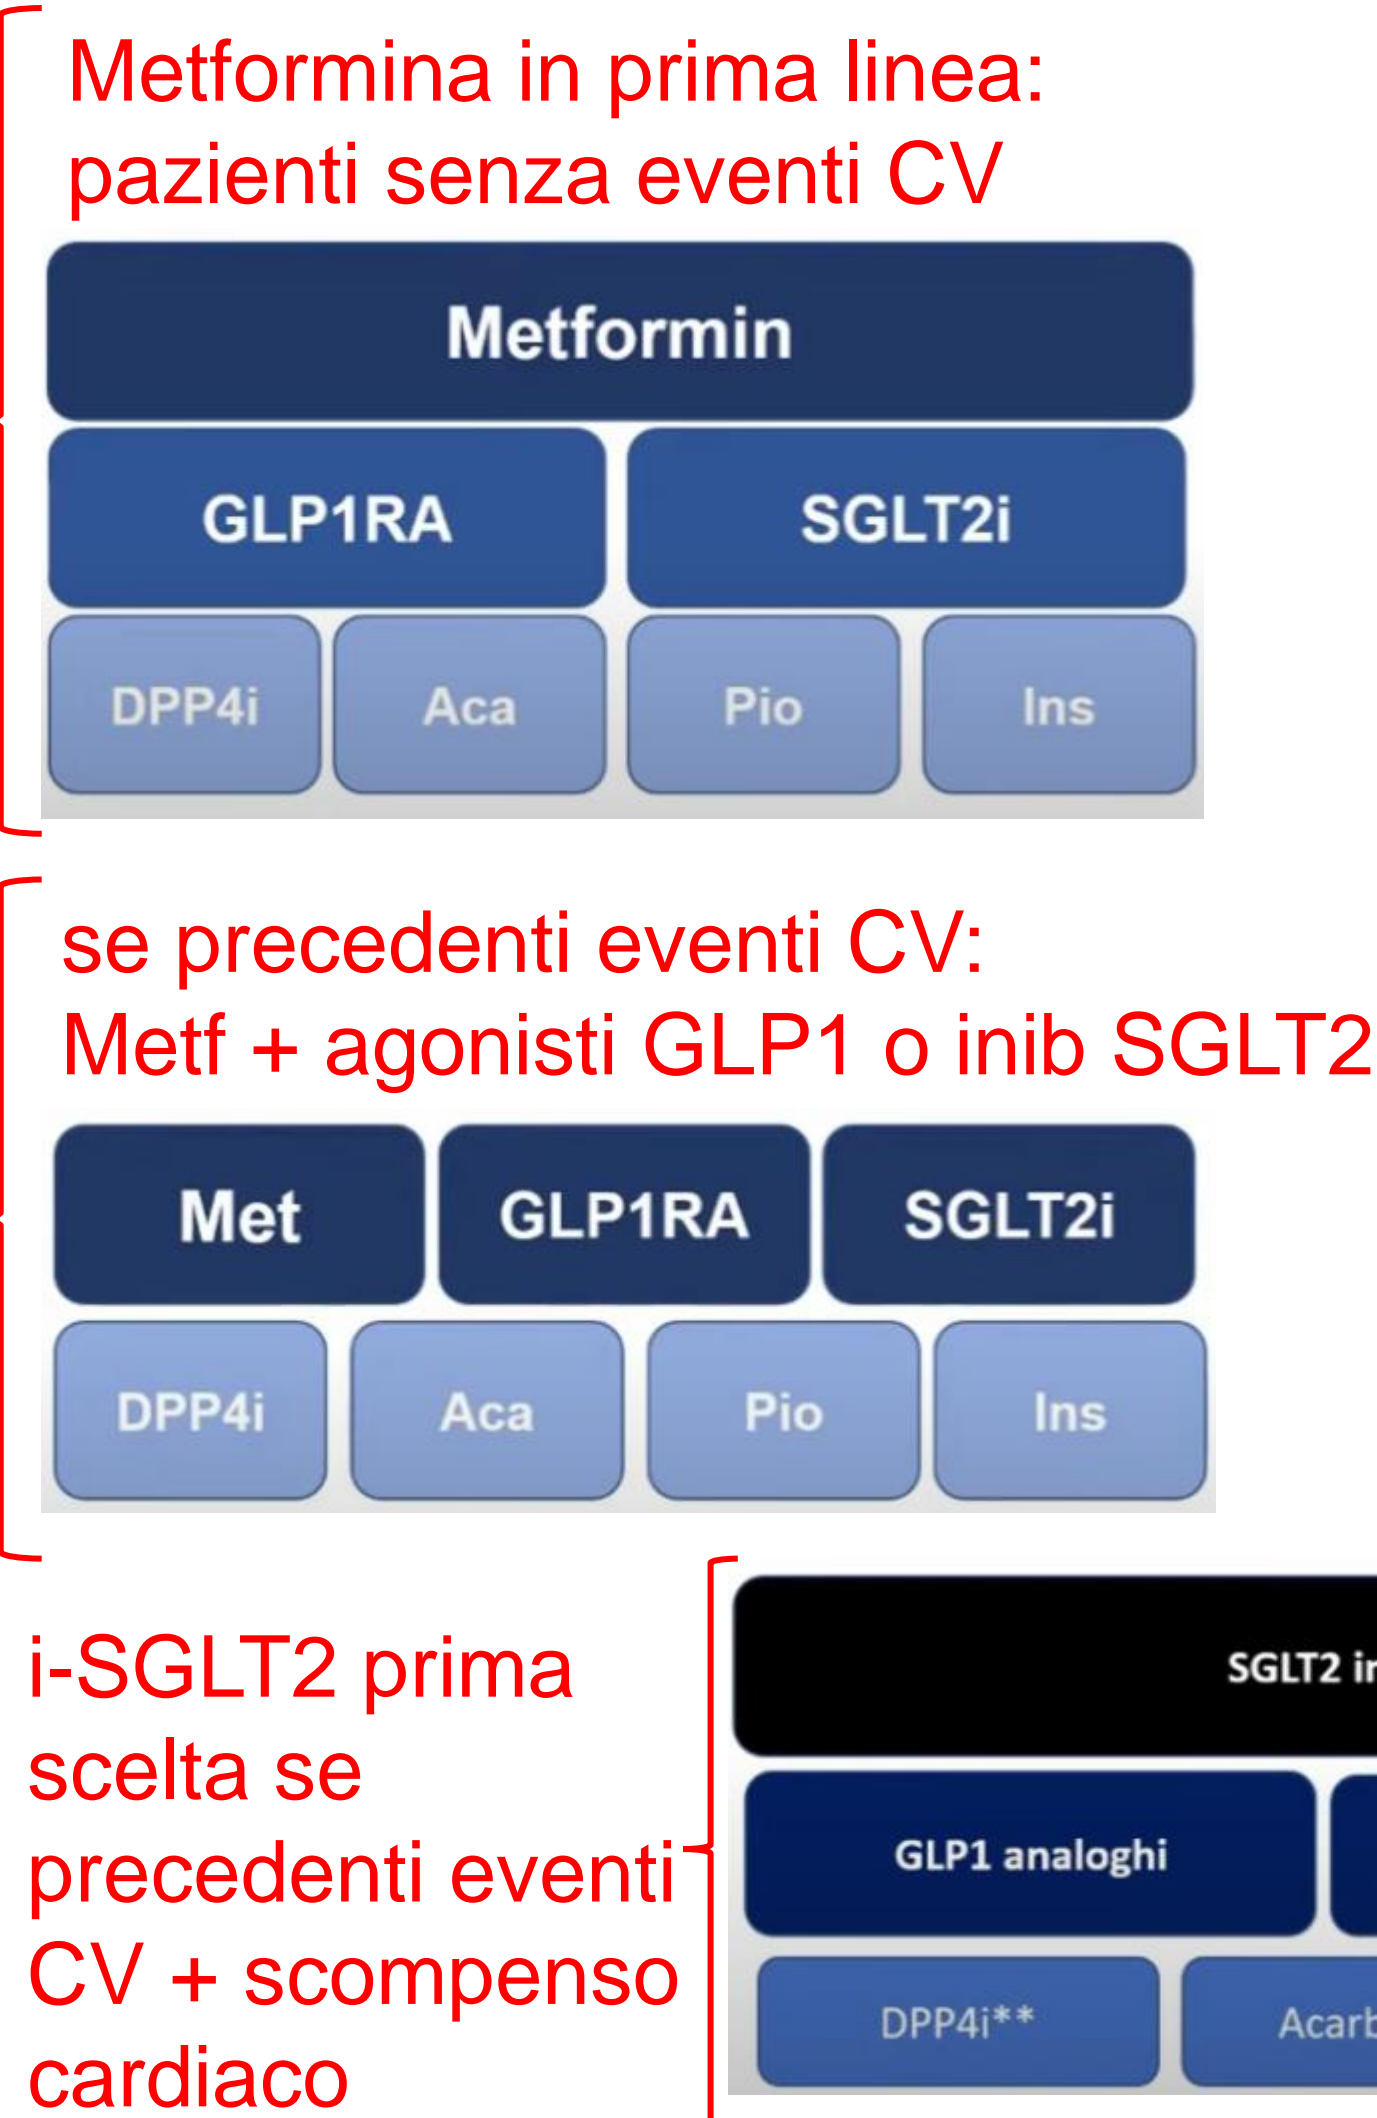 Metformina in prima linea:
pazienti senza eventi CV
Metformin
GLP1RA SGLT2i
DPP4i Aca Pio Ins
se precedenti eventi CV:
Metf + agonisti GLP1 o inib SGLT2
Met GLP1RA SGLT2i
DPP4i Aca Pio Ins
i-SGLT2 prima
scelta se
precedenti eventi
CV + scompenso
cardiaco
SGLT2
GLP1 analoghi
DPP4i**